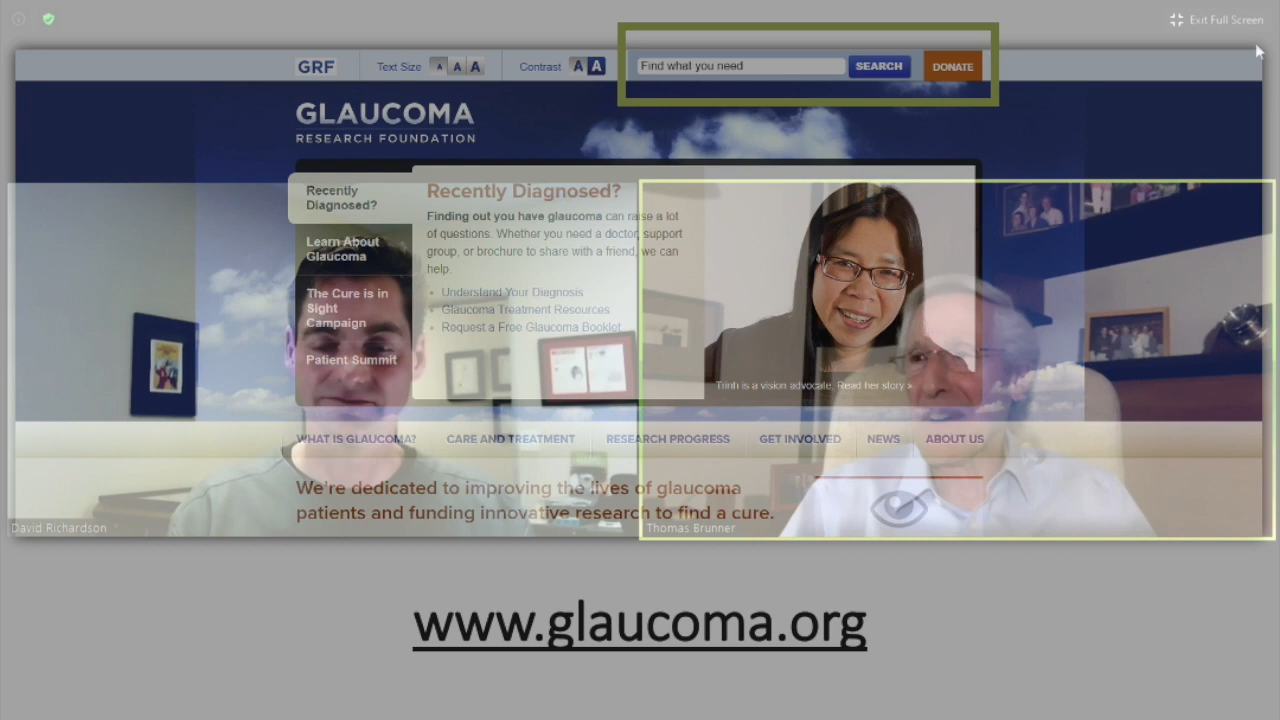 Exit Full Screen
GRF
Text Size A A A
Contrast A A
Find what you need
SEARCH
DONATE
GLAUCOMA
RESEARCH FOUNDATION
Recently
Diagnosed?
Learn About
Glaucoma
The Cure is in
Sight
Campaign
Patient Summit
Recently Diagnosed?
Finding out you have glaucoma can raise a lot
of questions. Whether you need a doctor, support
group, or brochure to share with a friend, we can
help.
• Understand Your Diagnosis
• Glaucoma Treatment Resources
• Request a Free Glaucoma Booklet
Trinh is a vision advocate. Read her story »
WHAT IS GLAUCOMA? CARE AND TREATMENT RESEARCH PROGRESS GET INVOLVED NEWS ABOUT US
We're dedicated to improving the lives of glaucoma
patients and funding innovative research to find a cure.
David Richardson
Thomas Brunner
www.glaucoma.org